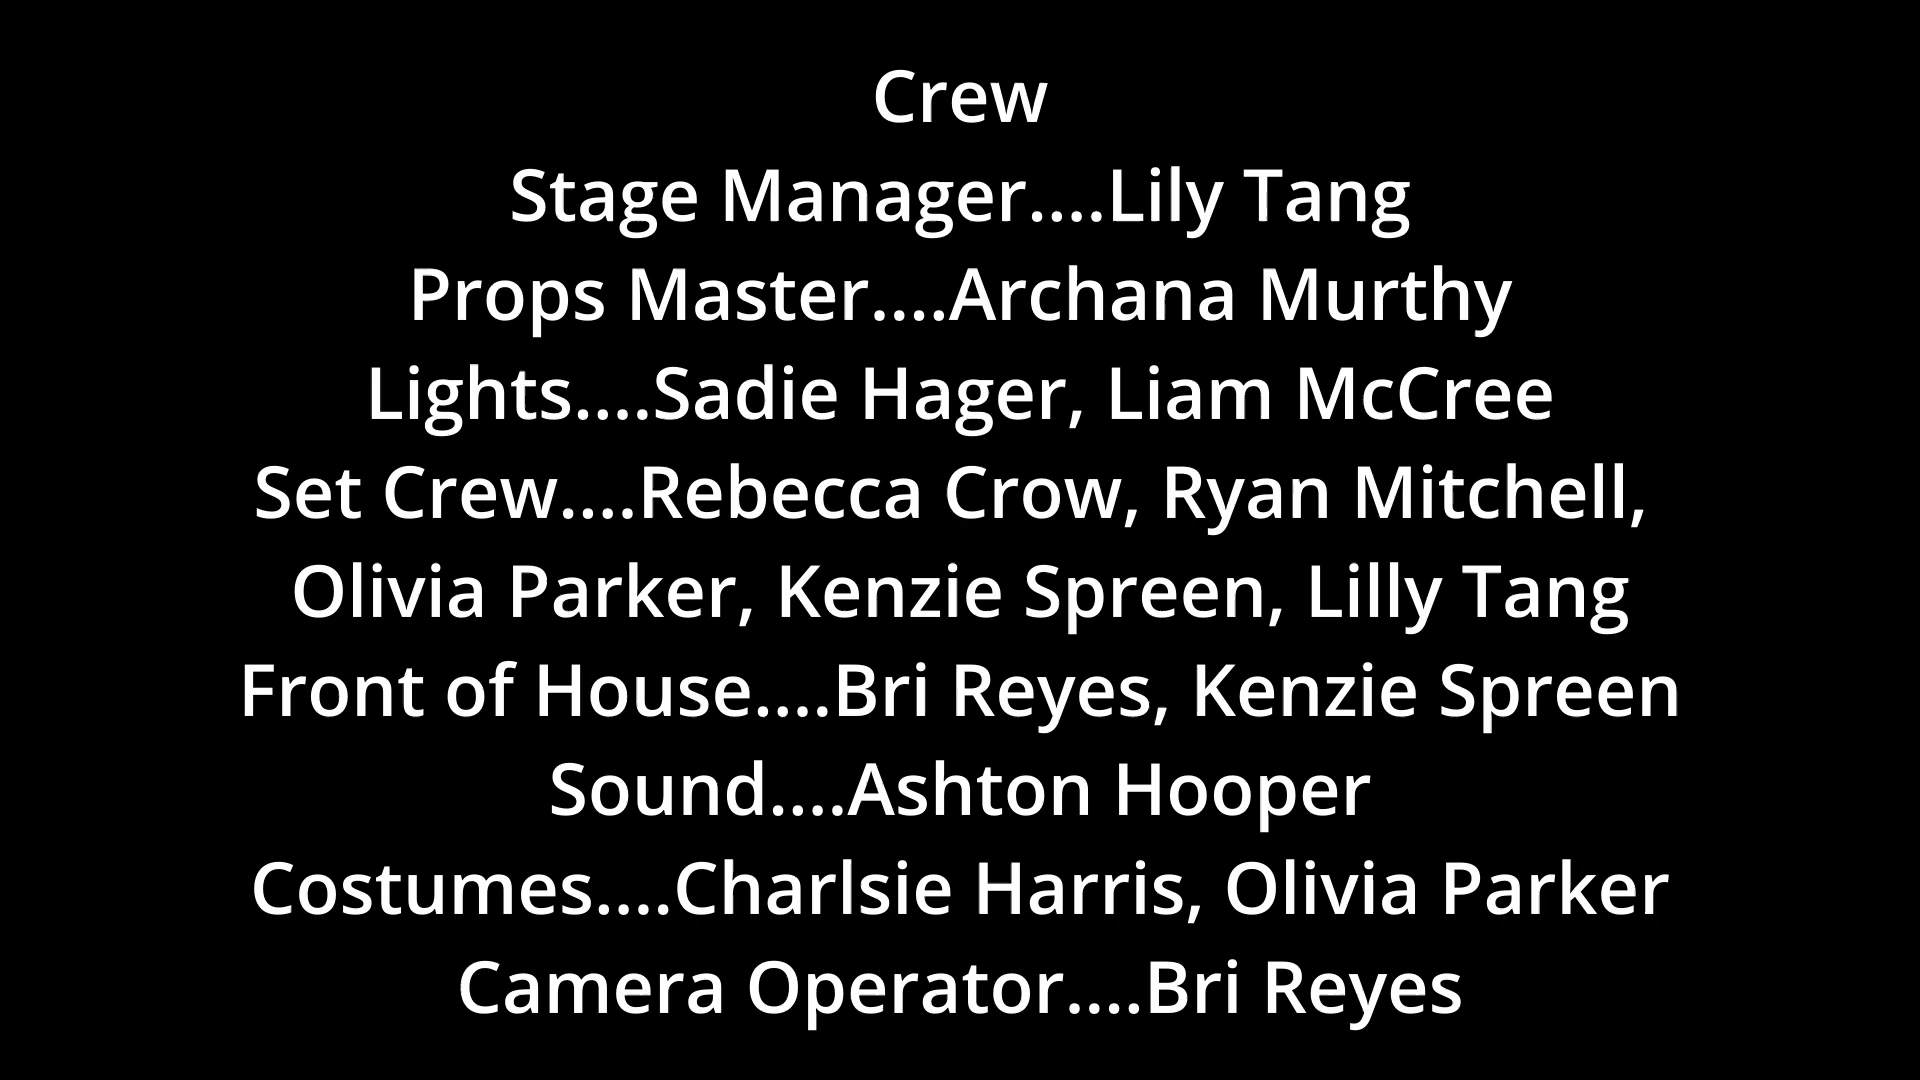 Crew
Stage Manager....Lily Tang
Props Master....Archana Murthy
Lights....Sadie Hager, Liam McCree
Set Crew....Rebecca Crow, Ryan Mitchell,
Olivia Parker, Kenzie Spreen, Lilly Tang
Front of House....Bri Reyes, Kenzie Spreen
Sound....Ashton Hooper
Costumes....Charlsie Harris, Olivia Parker
Camera Operator....Bri Reyes